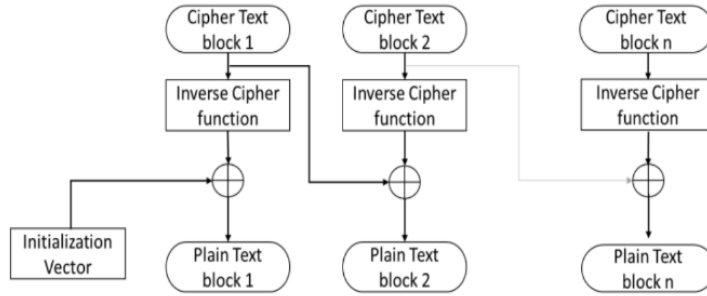 Cipher Text
block 1
Cipher Text
block 2
Cipher Text
block n
Inverse Cipher
function
Inverse Cipher
function
Inverse Cipher
function
Initialization
Vector
Plain Text
block 1
Plain Text
block 2
Plain Text
block n